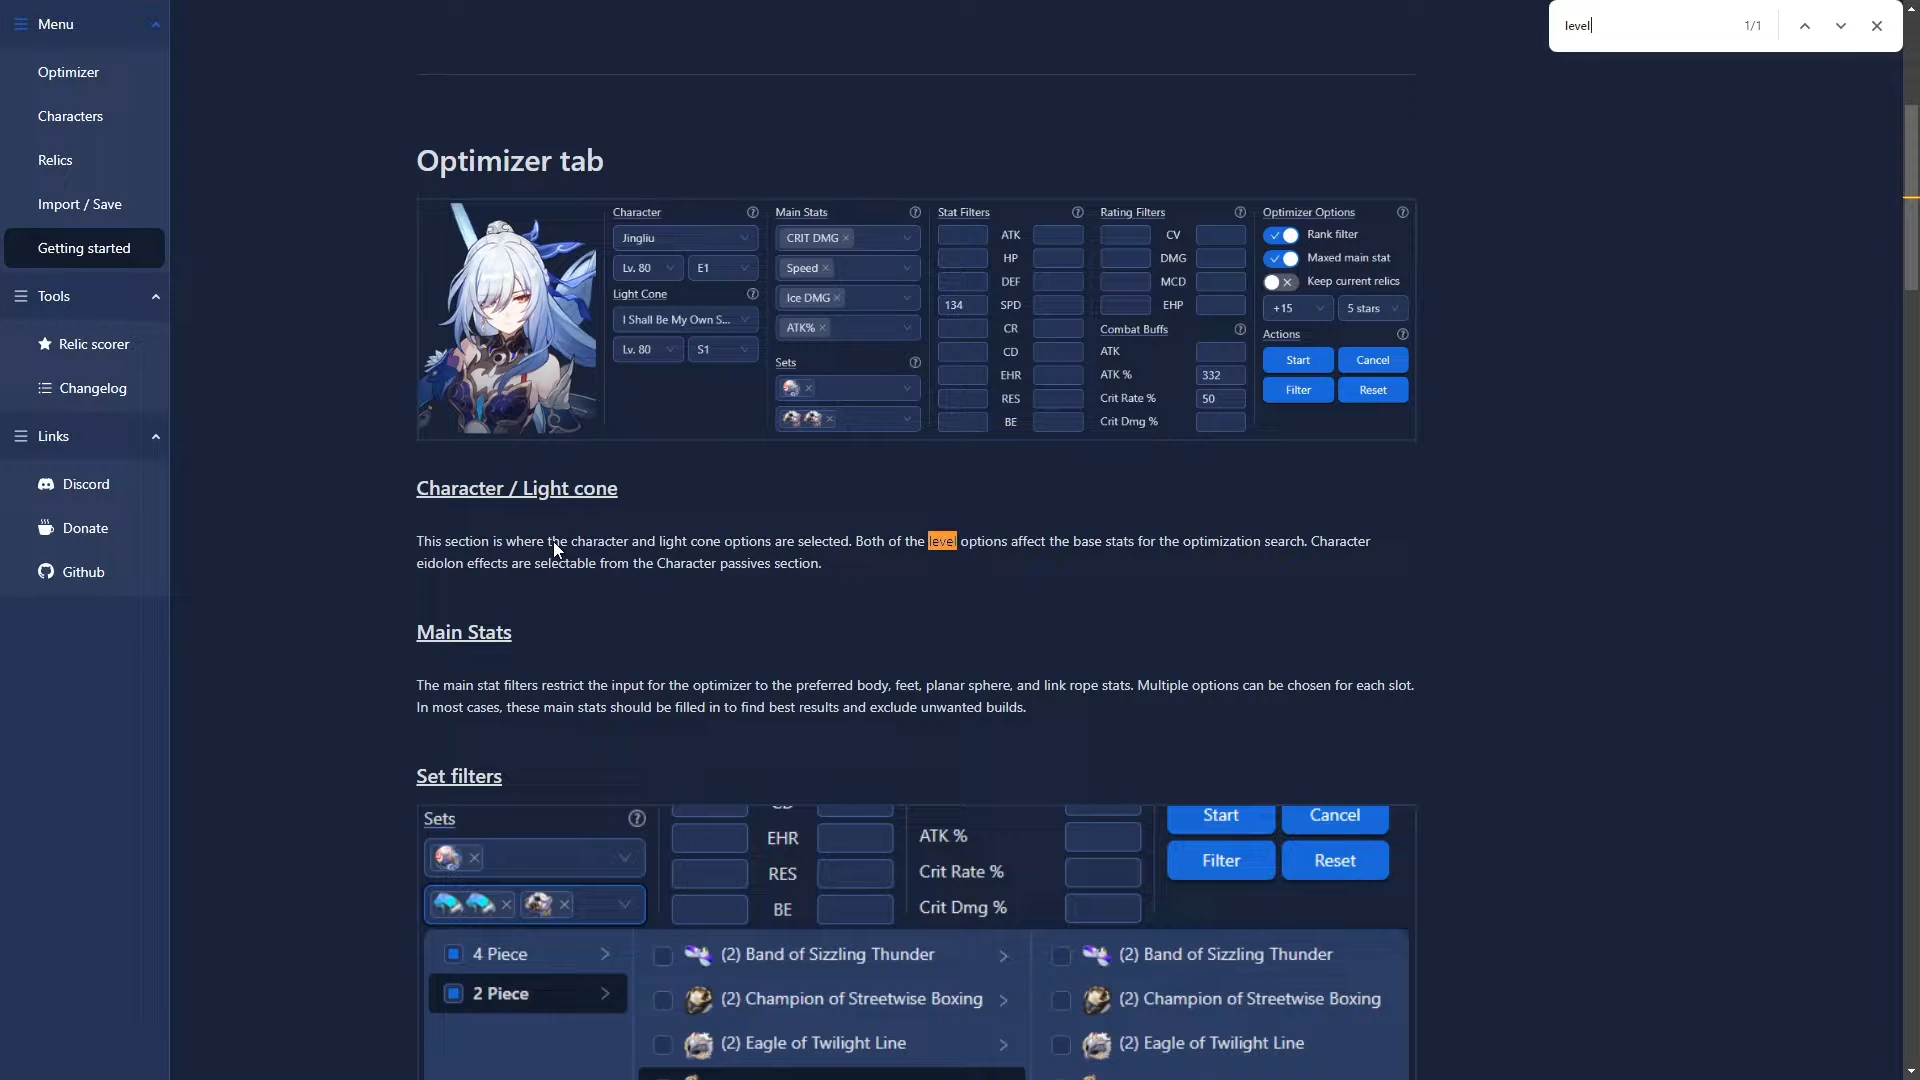 Menu
Optimizer
Characters
Relics
Import / Save
Getting started
Tools
Relic scorer
Changelog
Links
Discord
Donate
Github
level
1/1
Optimizer tab
Character
Jingliu
Lv. 80
E1
Light Cone
I Shall Be My Own S...
Lv. 80
S1
Main Stats
CRIT DMG
Speed
Ice DMG
ATK%
Sets
Stat Filters
ATK
HP
DEF
134 SPD
CR
CD
EHR
RES
BE
Rating Filters
CV
DMG
MCD
EHP
Combat Buffs
ATK
ATK % 332
Crit Rate % 50
Crit Dmg %
Optimizer Options
Rank filter
Maxed main stat
Keep current relics
+15
5 stars
Actions
Start
Cancel
Filter
Reset
Character / Light cone
This section is where the character and light cone options are selected. Both of the level options affect the base stats for the optimization search. Character
eidolon effects are selectable from the Character passives section.
Main Stats
The main stat filters restrict the input for the optimizer to the preferred body, feet, planar sphere, and link rope stats. Multiple options can be chosen for each slot.
In most cases, these main stats should be filled in to find best results and exclude unwanted builds.
Set filters
Sets
CD
EHR
RES
BE
ATK %
Crit Rate %
Crit Dmg %
Start
Cancel
Filter
Reset
4 Piece
2 Piece
(2) Band of Sizzling Thunder
(2) Champion of Streetwise Boxing
(2) Eagle of Twilight Line
(2) Band of Sizzling Thunder
(2) Champion of Streetwise Boxing
(2) Eagle of Twilight Line